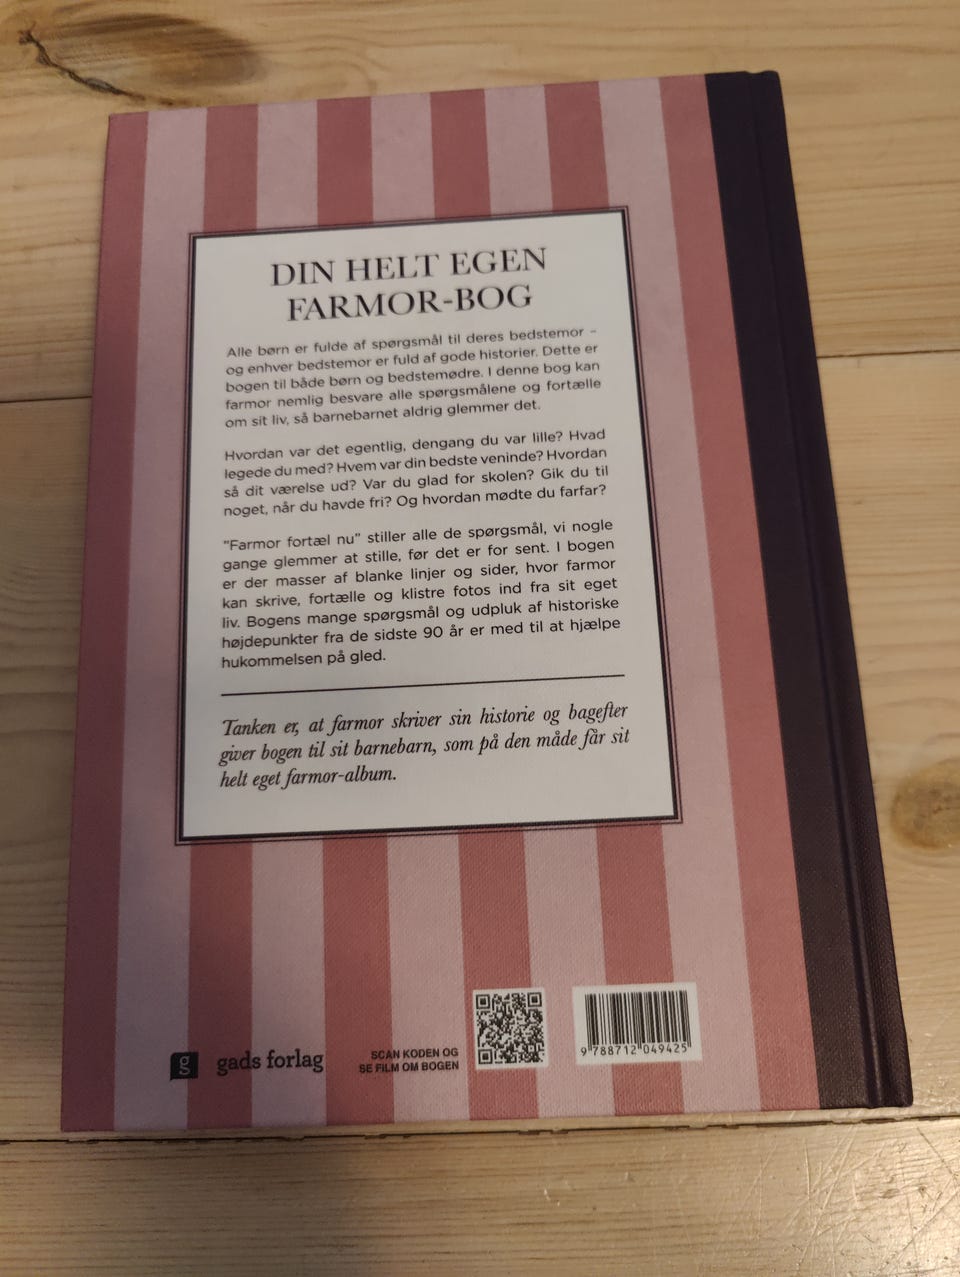 DIN HELT EGEN
FARMOR-BOG
Alle børn er fulde af spørgsmål til deres bedstemor –
og enhver bedstemor er fuld af gode historier. Dette er
bogen til både børn og bedstemødre. I denne bog kan
farmor nemlig besvare alle spørgsmålene og fortælle
om sit liv, så barnebarnet aldrig glemmer det.
Hvordan var det egentlig, dengang du var lille? Hvad
legede du med? Hvem var din bedste veninde? Hvordan
så dit værelse ud? Var du glad for skolen? Gik du til
noget, når du havde fri? Og hvordan mødte du farfar?
"Farmor fortæl nu" stiller alle de spørgsmål, vi nogle
gange glemmer at stille, før det er for sent. I bogen
er der masser af blanke linjer og sider, hvor farmor
kan skrive, fortælle og klistre fotos ind fra sit eget
liv. Bogens mange spørgsmål og udpluk af historiske
højdepunkter fra de sidste 90 år er med til at hjælpe
hukommelsen på gled.
Tanken er, at farmor skriver sin historie og bagefter
giver bogen til sit barnebarn, som på den måde får sit
helt eget farmor-album.
g gads forlag
SCAN KODEN OG
SE FILM OM BOGEN
9 788712 049425